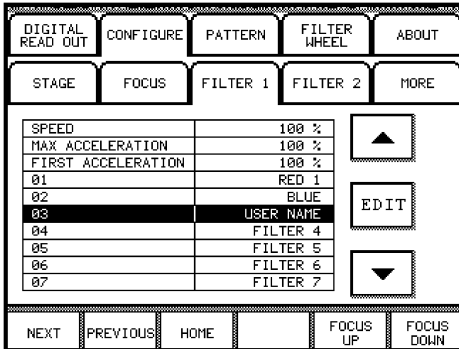 DIGITAL READ OUT CONFIGURE PATTERN FILTER WHEEL ABOUT
STAGE FOCUS FILTER 1 FILTER 2 MORE
SPEED 100 %
MAX ACCELERATION 100 %
FIRST ACCELERATION 100 %
01 RED 1
02 BLUE
03 USER NAME
04 FILTER 4
05 FILTER 5
06 FILTER 6
07 FILTER 7
EDIT
NEXT PREVIOUS HOME FOCUS UP FOCUS DOWN